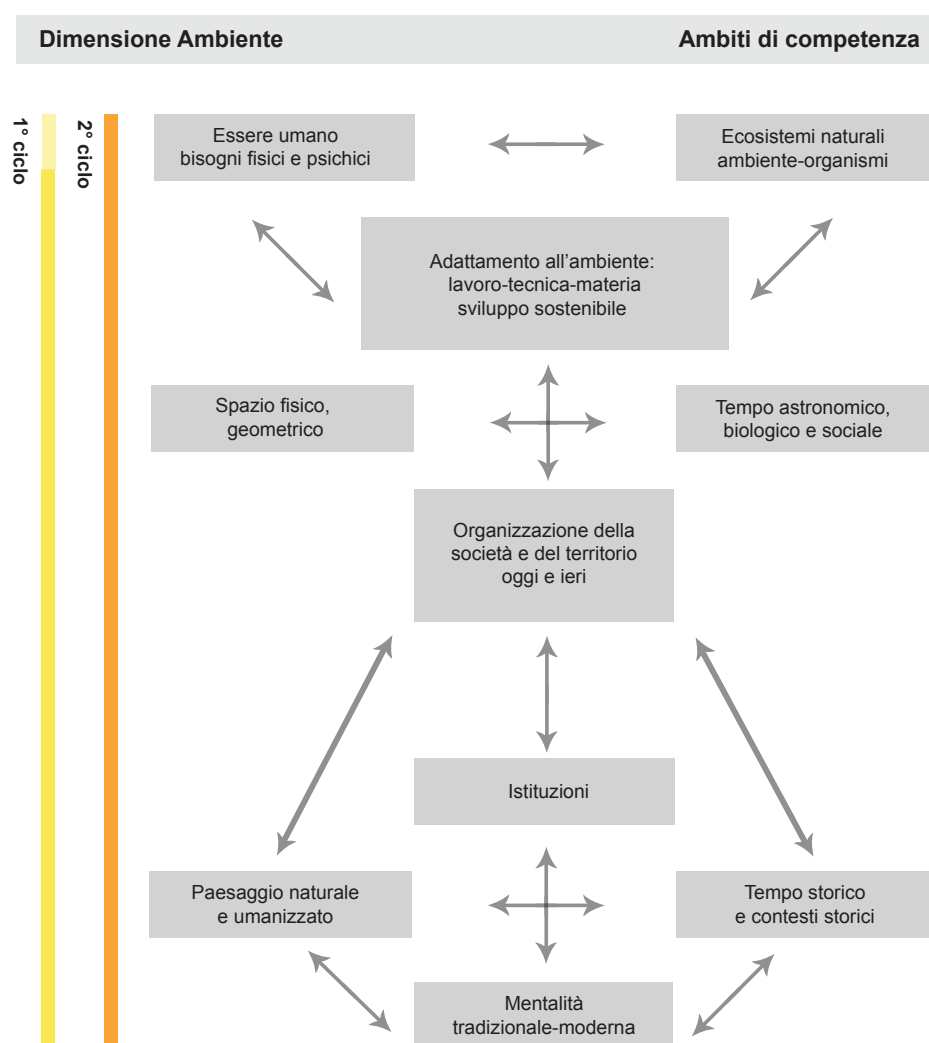 Dimensione Ambiente
Ambiti di competenza
1° ciclo
2° ciclo
Essere umano
bisogni fisici e psichici
Ecosistemi naturali
ambiente-organismi
Adattamento all’ambiente:
lavoro-tecnica-materia
sviluppo sostenibile
Spazio fisico,
geometrico
Tempo astronomico,
biologico e sociale
Organizzazione della
società e del territorio
oggi e ieri
Istituzioni
Paesaggio naturale
e umanizzato
Tempo storico
e contesti storici
Mentalità
tradizionale-moderna